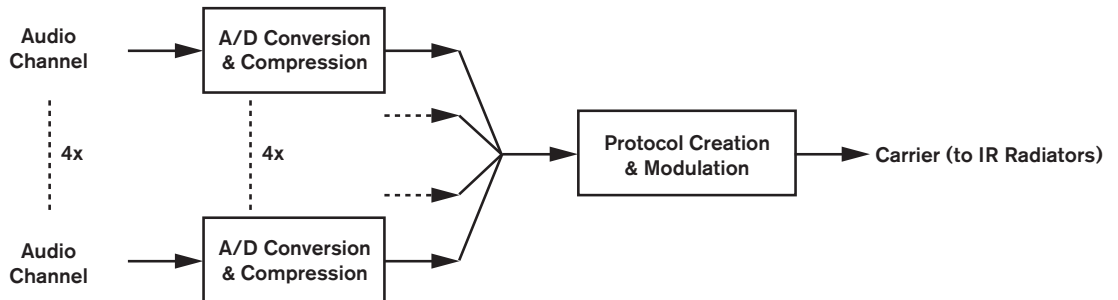 Audio
Channel
A/D Conversion
& Compression
4x
4x
Protocol Creation
& Modulation
Carrier (to IR Radiators)
Audio
Channel
A/D Conversion
& Compression